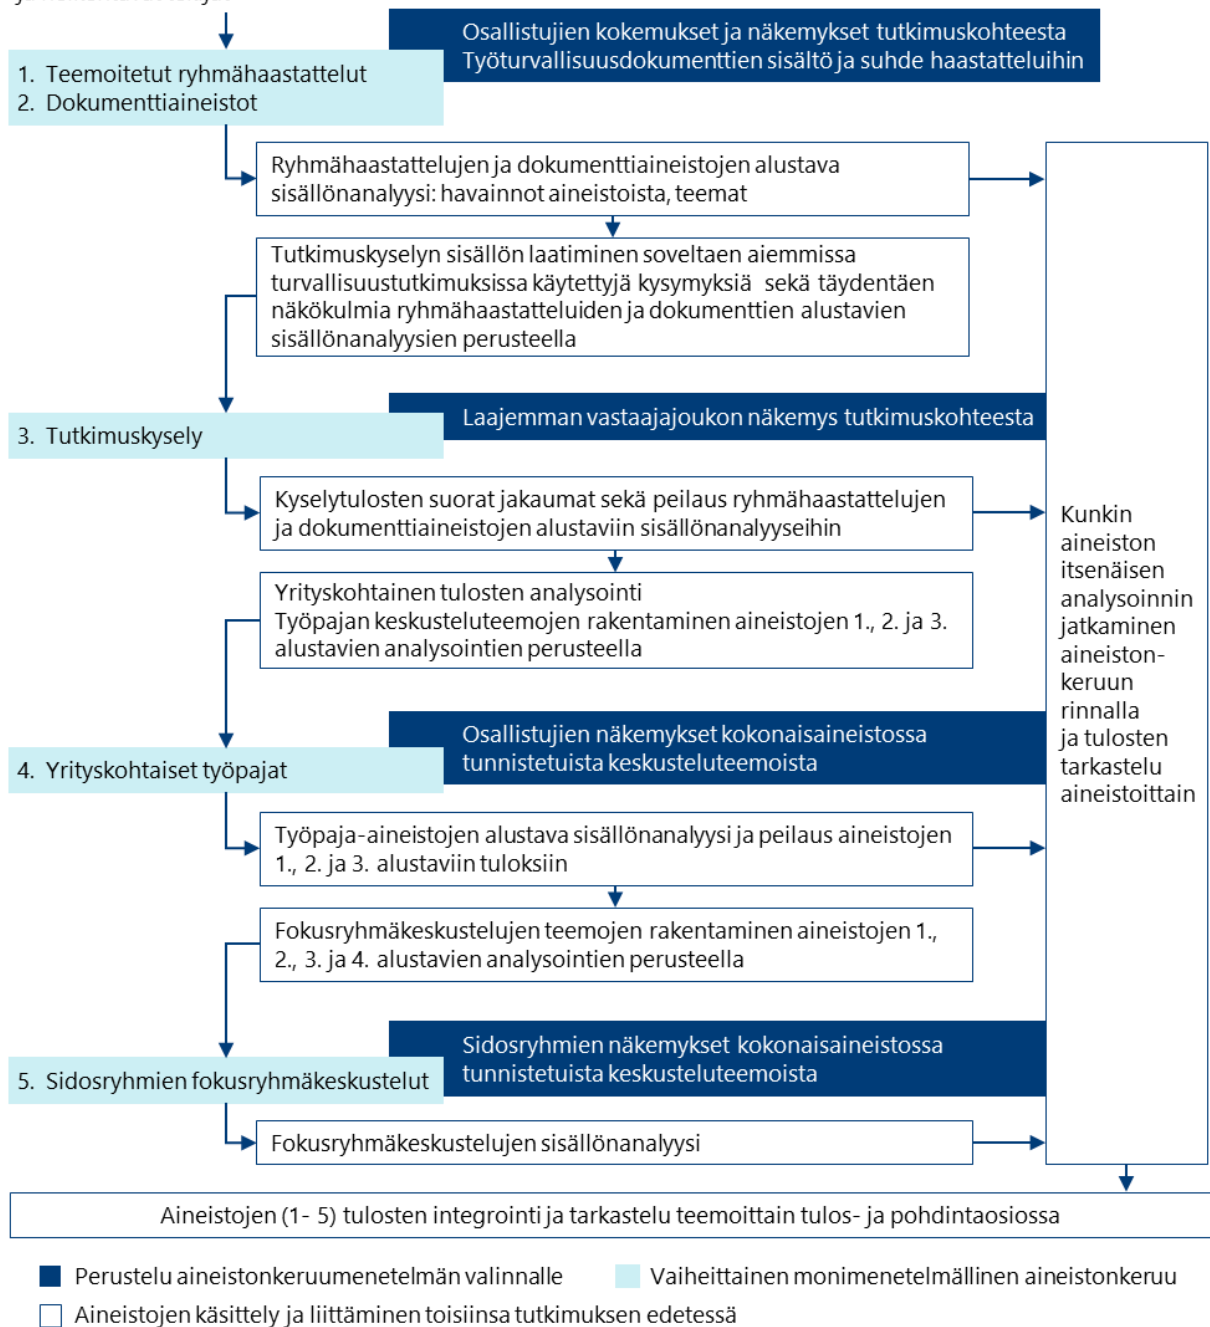 Osallistujien kokemukset ja näkemykset tutkimuskohteesta
Työturvallisuusdokumenttien sisältö ja suhde haastatteluihin
1. Teemoitetut ryhmähaastattelut
2. Dokumenttiaineistot
Ryhmähaastattelujen ja dokumenttiaineistojen alustava
sisällönanalyysi: havainnot aineistoista, teemat
Tutkimuskyselyn sisällön laatiminen soveltaen aiemmissa
turvallisuustutkimuksissa käytettyjä kysymyksiä sekä täydentäen
näkökulmia ryhmähaastatteluiden ja dokumenttien alustavien
sisällönanalyysien perusteella
Laajemman vastaajajoukon näkemys tutkimuskohteesta
3. Tutkimuskysely
Kyselytulosten suorat jakaumat sekä peilaus ryhmähaastattelujen
ja dokumenttiaineistojen alustaviin sisällönanalyyseihin
Yrityskohtainen tulosten analysointi
Työpajan keskusteluteemojen rakentaminen aineistojen 1., 2. ja 3.
alustavien analysointien perusteella
Osallistujien näkemykset kokonaisaineistossa
tunnistetuista keskusteluteemoista
4. Yrityskohtaiset työpajat
Työpaja-aineistojen alustava sisällönanalyysi ja peilaus aineistojen
1., 2. ja 3. alustaviin tuloksiin
Fokusryhmäkeskustelujen teemojen rakentaminen aineistojen 1.,
2., 3. ja 4. alustavien analysointien perusteella
Sidosryhmien näkemykset kokonaisaineistossa
tunnistetuista keskusteluteemoista
5. Sidosryhmien fokusryhmäkeskustelut
Fokusryhmäkeskustelujen sisällönanalyysi
Kunkin
aineiston
itsenäisen
analysoinnin
jatkaminen
aineiston-
keruun
rinnalla
ja tulosten
tarkastelu
aineistoittain
Aineistojen (1- 5) tulosten integrointi ja tarkastelu teemoittain tulos- ja pohdintaosiossa
Perustelu aineistonkeruumenetelmän valinnalle
Vaiheittainen monimenetelmällinen aineistonkeruu
Aineistojen käsittely ja liittäminen toisiinsa tutkimuksen edetessä